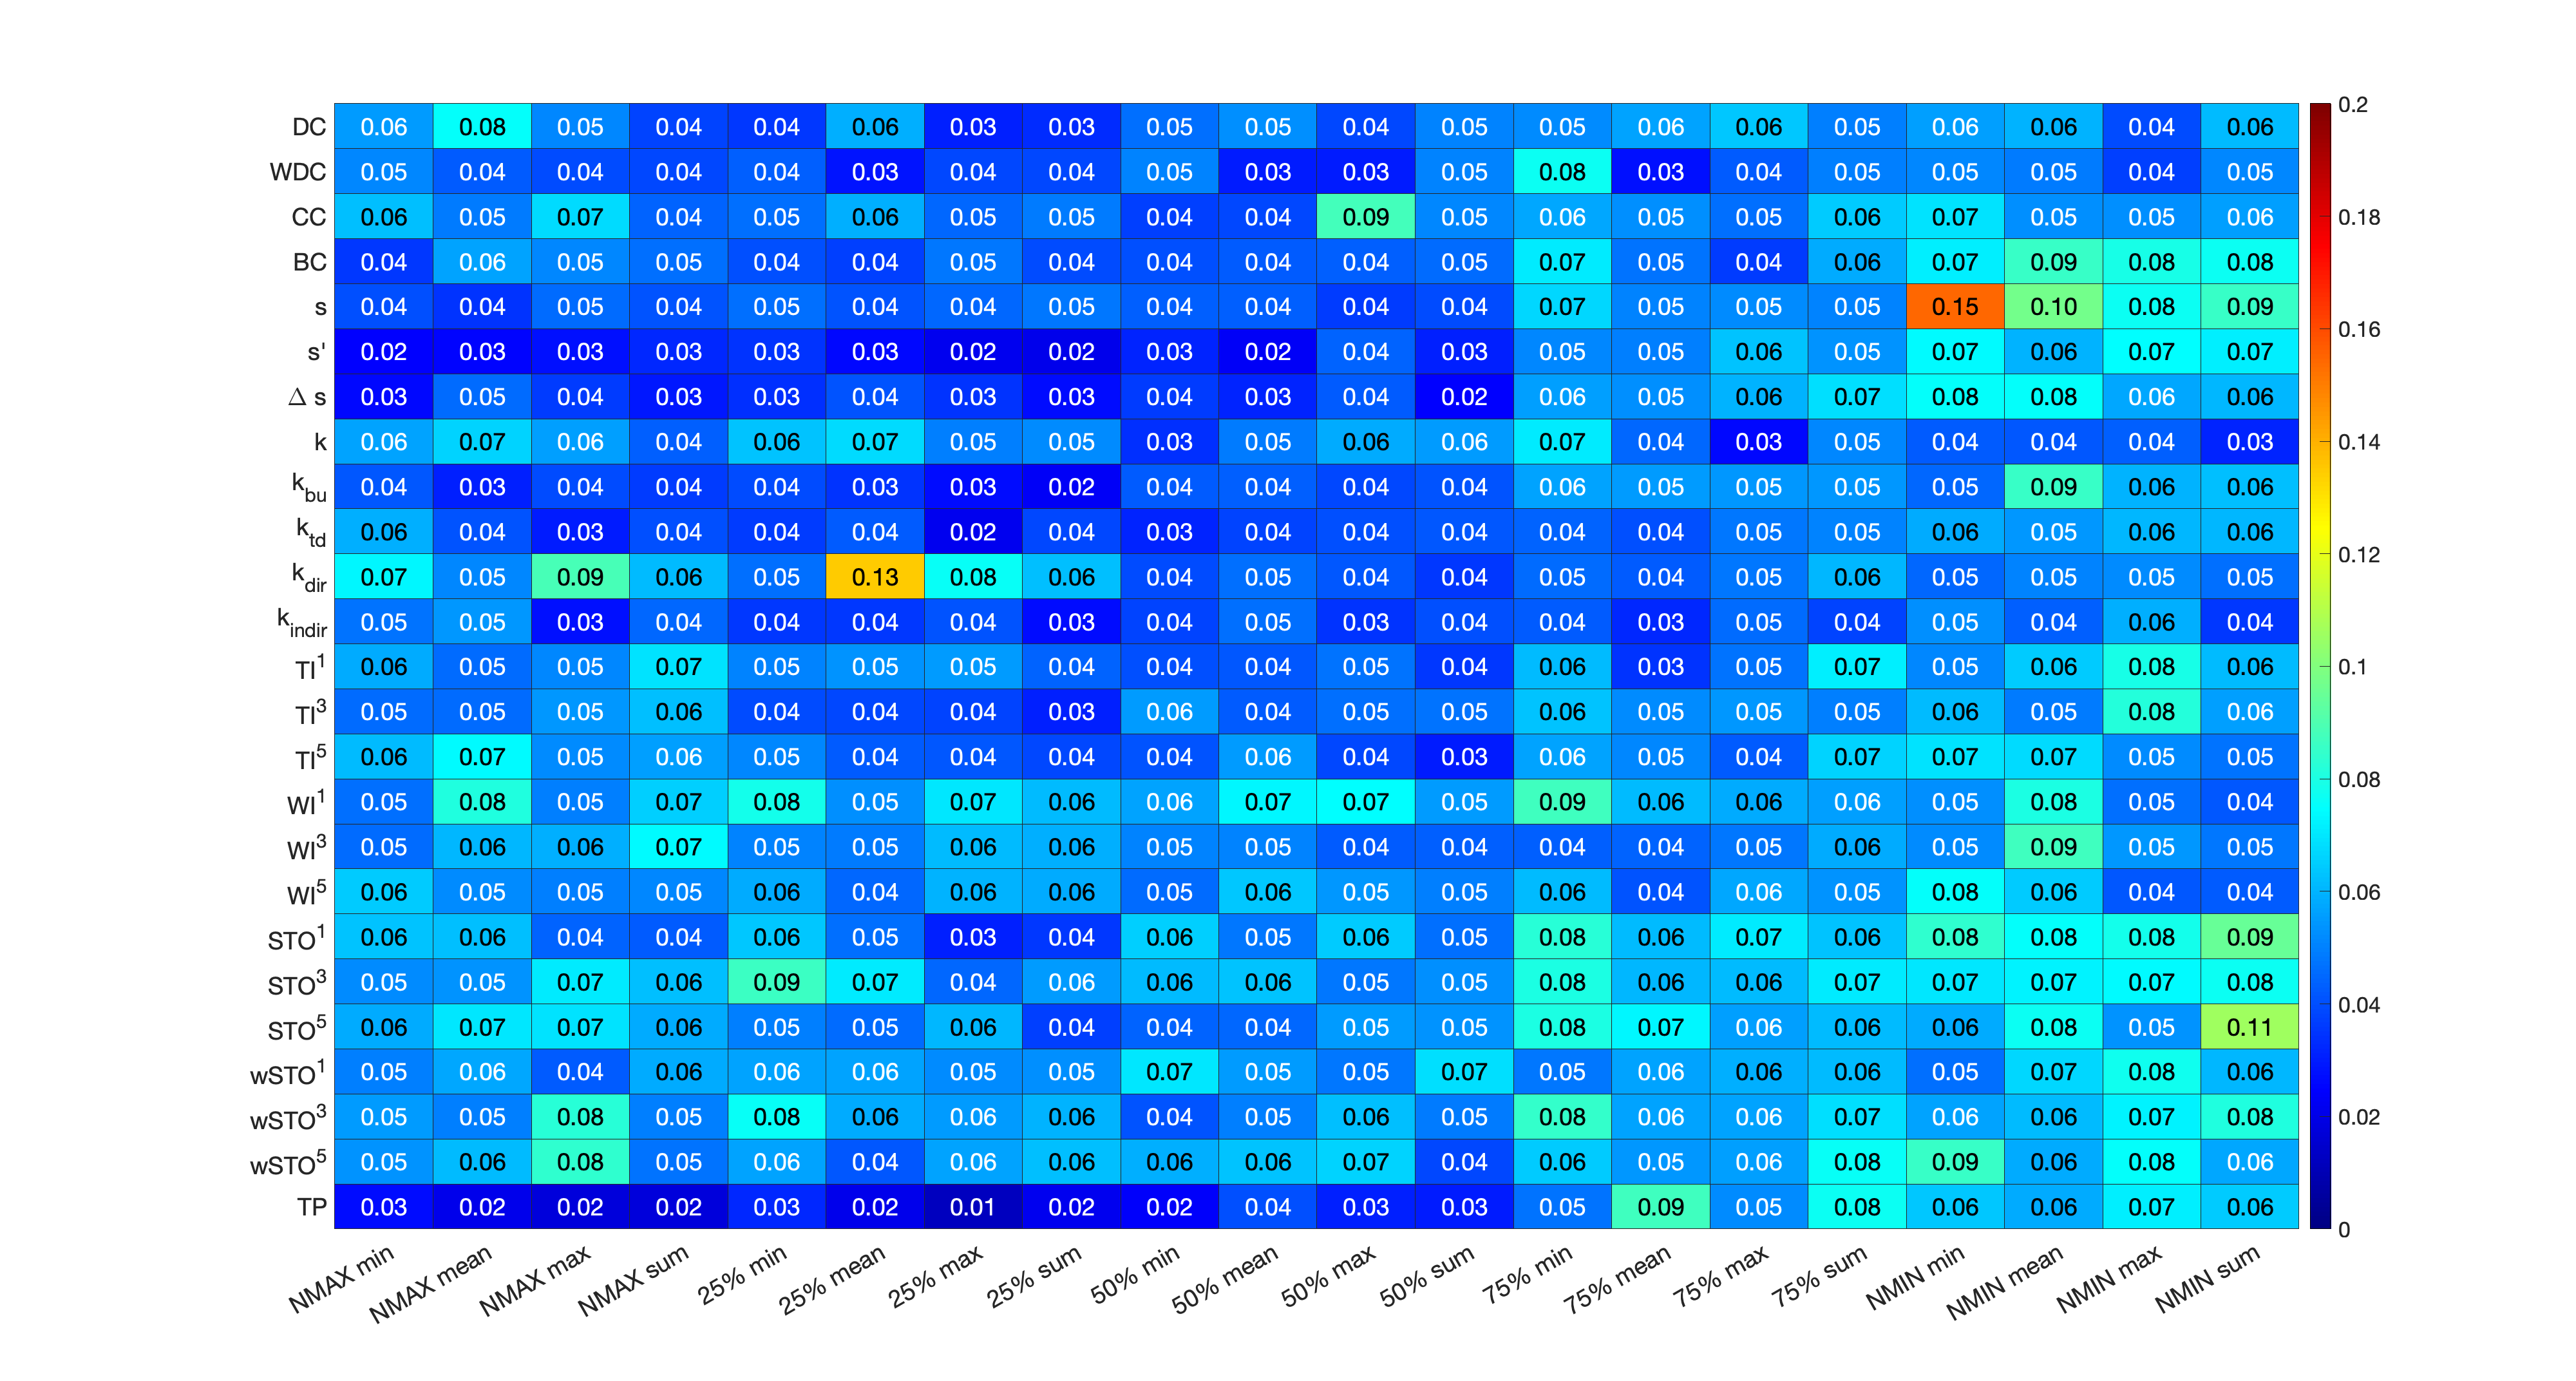 DC 0.06 0.08 0.05 0.04 0.04 0.06 0.03 0.03 0.05 0.05 0.04 0.05 0.05 0.06 0.06 0.05 0.06 0.06 0.04 0.06
WDC 0.05 0.04 0.04 0.04 0.04 0.03 0.04 0.04 0.05 0.03 0.03 0.05 0.08 0.03 0.04 0.05 0.05 0.05 0.04 0.05
CC 0.06 0.05 0.07 0.04 0.05 0.06 0.05 0.05 0.04 0.04 0.09 0.05 0.06 0.05 0.05 0.06 0.07 0.05 0.05 0.06
BC 0.04 0.06 0.05 0.05 0.04 0.04 0.05 0.04 0.04 0.04 0.04 0.05 0.07 0.05 0.04 0.06 0.07 0.09 0.08 0.08
s 0.04 0.04 0.05 0.04 0.05 0.04 0.04 0.05 0.04 0.04 0.04 0.04 0.07 0.05 0.05 0.05 0.15 0.10 0.08 0.09
s' 0.02 0.03 0.03 0.03 0.03 0.03 0.02 0.02 0.03 0.02 0.04 0.03 0.05 0.05 0.06 0.05 0.07 0.06 0.07 0.07
Δ s 0.03 0.05 0.04 0.03 0.03 0.04 0.03 0.03 0.04 0.03 0.04 0.02 0.06 0.05 0.06 0.07 0.08 0.08 0.06 0.06
k 0.06 0.07 0.06 0.04 0.06 0.07 0.05 0.05 0.03 0.05 0.06 0.06 0.07 0.04 0.03 0.05 0.04 0.04 0.04 0.03
k_bu 0.04 0.03 0.04 0.04 0.04 0.03 0.03 0.02 0.04 0.04 0.04 0.04 0.06 0.05 0.05 0.05 0.05 0.09 0.06 0.06
k_td 0.06 0.04 0.03 0.04 0.04 0.04 0.02 0.04 0.03 0.04 0.04 0.04 0.04 0.04 0.05 0.05 0.06 0.05 0.06 0.06
k_dir 0.07 0.05 0.09 0.06 0.05 0.13 0.08 0.06 0.04 0.05 0.04 0.04 0.05 0.04 0.05 0.06 0.05 0.05 0.05 0.05
k_indir 0.05 0.05 0.03 0.04 0.04 0.04 0.04 0.03 0.04 0.05 0.03 0.04 0.04 0.03 0.05 0.04 0.05 0.04 0.06 0.04
TI^1 0.06 0.05 0.05 0.07 0.05 0.05 0.05 0.04 0.04 0.04 0.05 0.04 0.06 0.03 0.05 0.07 0.05 0.06 0.08 0.06
TI^3 0.05 0.05 0.05 0.06 0.04 0.04 0.04 0.03 0.06 0.04 0.05 0.05 0.06 0.05 0.05 0.05 0.06 0.05 0.08 0.06
TI^5 0.06 0.07 0.05 0.06 0.05 0.04 0.04 0.04 0.04 0.06 0.04 0.03 0.06 0.05 0.04 0.07 0.07 0.07 0.05 0.05
WI^1 0.05 0.08 0.05 0.07 0.08 0.05 0.07 0.06 0.06 0.07 0.07 0.05 0.09 0.06 0.06 0.06 0.05 0.08 0.05 0.04
WI^3 0.05 0.06 0.06 0.07 0.05 0.05 0.06 0.06 0.05 0.05 0.04 0.04 0.04 0.04 0.05 0.06 0.05 0.09 0.05 0.05
WI^5 0.06 0.05 0.05 0.05 0.06 0.04 0.06 0.06 0.05 0.06 0.05 0.05 0.06 0.04 0.06 0.05 0.08 0.06 0.04 0.04
STO^1 0.06 0.06 0.04 0.04 0.06 0.05 0.03 0.04 0.06 0.05 0.06 0.05 0.08 0.06 0.07 0.06 0.08 0.08 0.08 0.09
STO^3 0.05 0.05 0.07 0.06 0.09 0.07 0.04 0.06 0.06 0.06 0.05 0.05 0.08 0.06 0.06 0.07 0.07 0.07 0.07 0.08
STO^5 0.06 0.07 0.07 0.06 0.05 0.05 0.06 0.04 0.04 0.04 0.05 0.05 0.08 0.07 0.06 0.06 0.06 0.08 0.05 0.11
wSTO^1 0.05 0.06 0.04 0.06 0.06 0.06 0.05 0.05 0.07 0.05 0.05 0.07 0.05 0.06 0.06 0.06 0.05 0.07 0.08 0.06
wSTO^3 0.05 0.05 0.08 0.05 0.08 0.06 0.06 0.06 0.04 0.05 0.06 0.05 0.08 0.06 0.06 0.07 0.06 0.06 0.07 0.08
wSTO^5 0.05 0.06 0.08 0.05 0.06 0.04 0.06 0.06 0.06 0.06 0.07 0.04 0.06 0.05 0.06 0.08 0.09 0.06 0.08 0.06
TP 0.03 0.02 0.02 0.02 0.03 0.02 0.01 0.02 0.02 0.04 0.03 0.03 0.05 0.09 0.05 0.08 0.06 0.06 0.07 0.06
NMAX min NMAX mean NMAX max NMAX sum 25% min 25% mean 25% max 25% sum 50% min 50% mean 50% max 50% sum 75% min 75% mean 75% max 75% sum NMIN min NMIN mean NMIN max NMIN sum
0.2
0.18
0.16
0.14
0.12
0.1
0.08
0.06
0.04
0.02
0